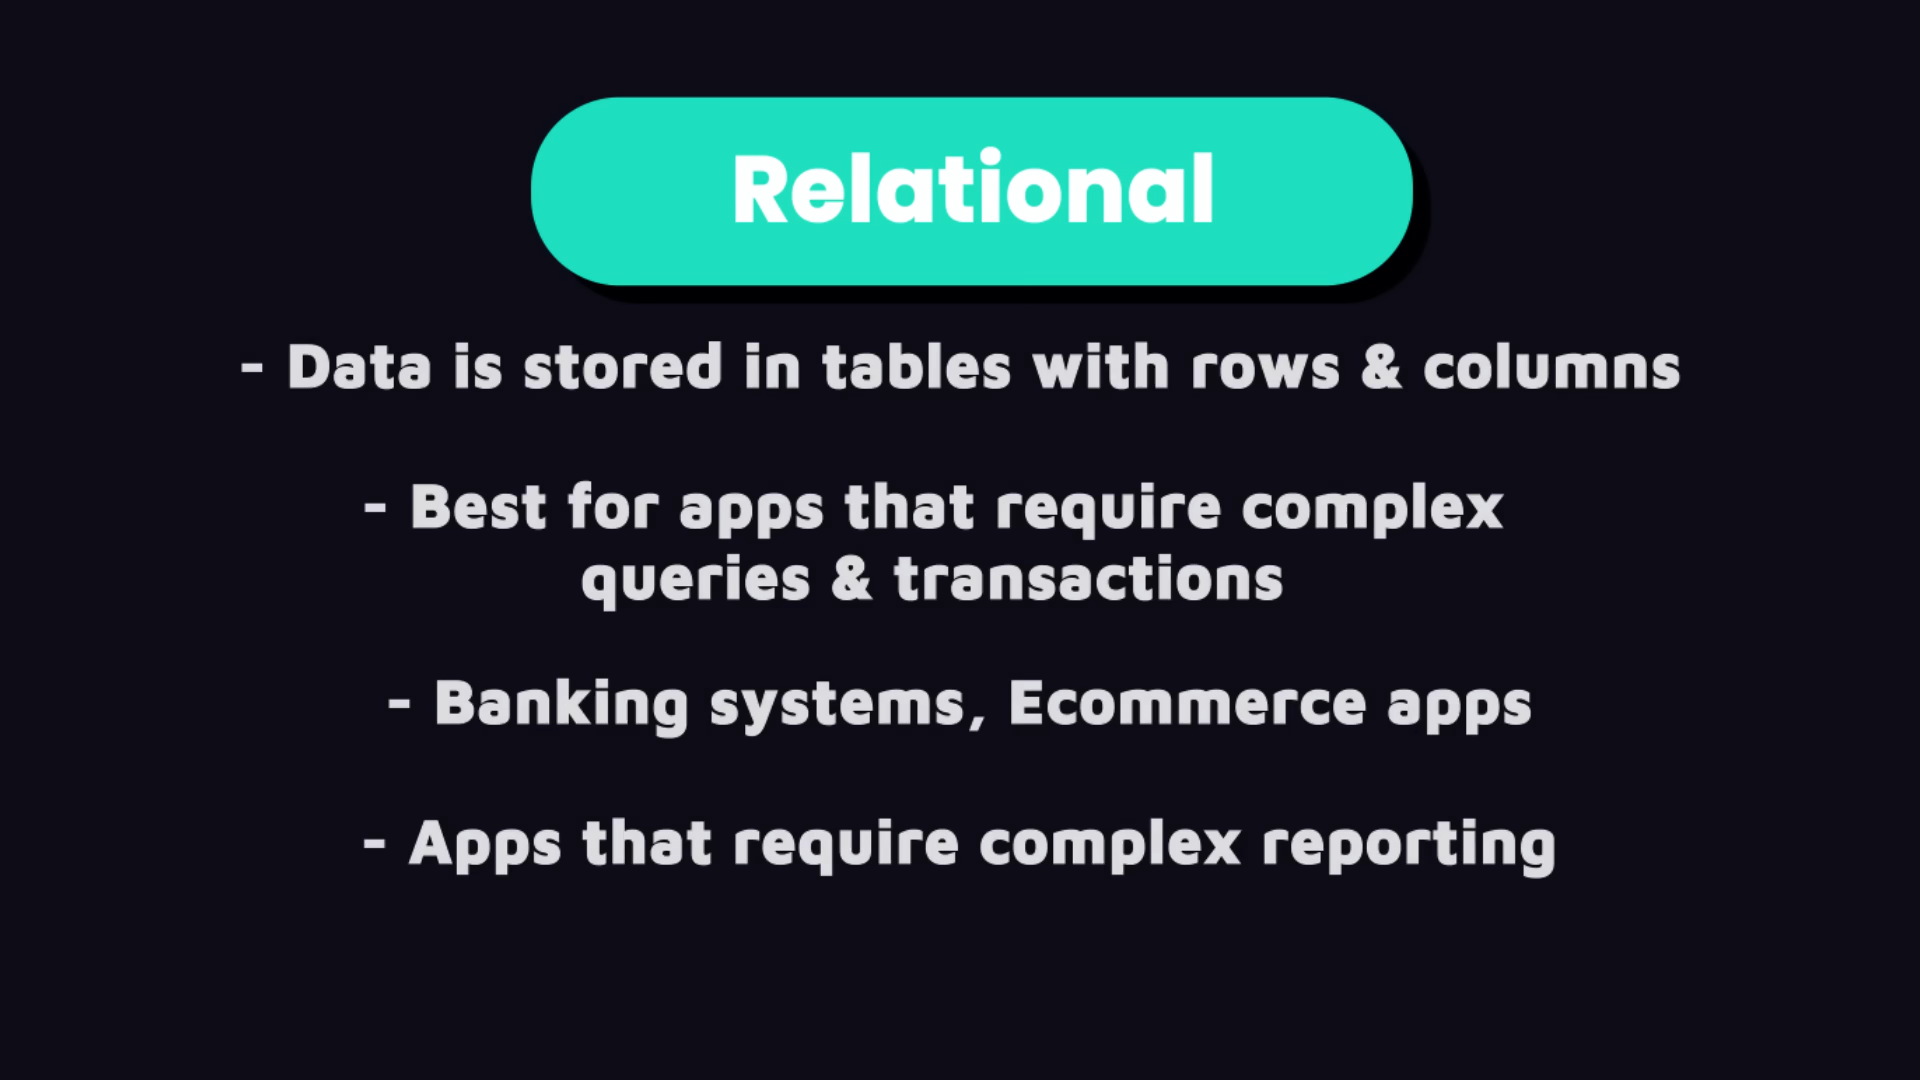 Relational
- Data is stored in tables with rows & columns
- Best for apps that require complex
queries & transactions
- Banking systems, Ecommerce apps
- Apps that require complex reporting